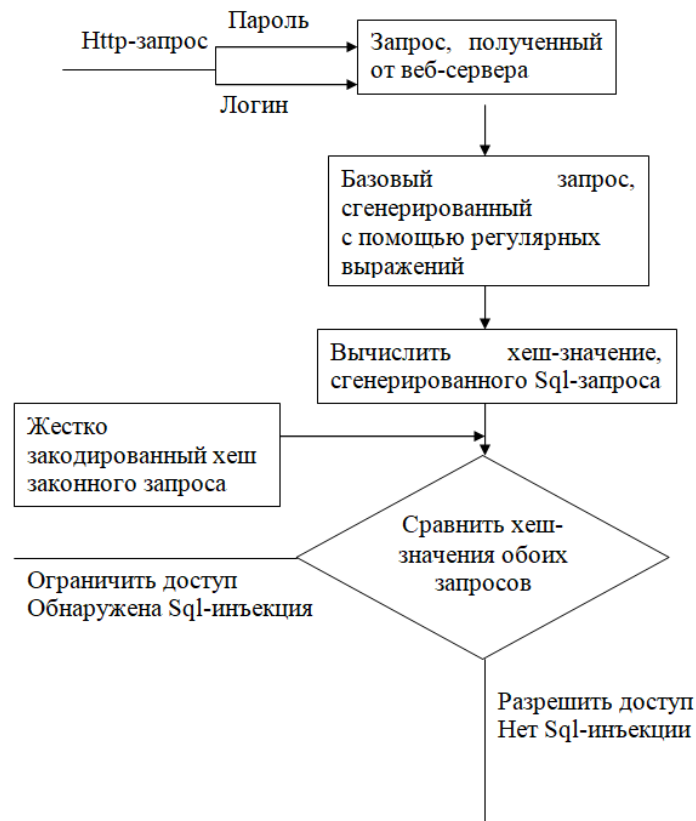 Http-запрос
Пароль
Логин
Запрос, полученный
от веб-сервера
Базовый запрос,
сгенерированный
с помощью регулярных
выражений
Вычислить хеш-значение,
сгенерированного Sql-запроса
Жестко
закодированный хеш
законного запроса
Сравнить хеш-
значения обоих
запросов
Ограничить доступ
Обнаружена Sql-инъекция
Разрешить доступ
Нет Sql-инъекции